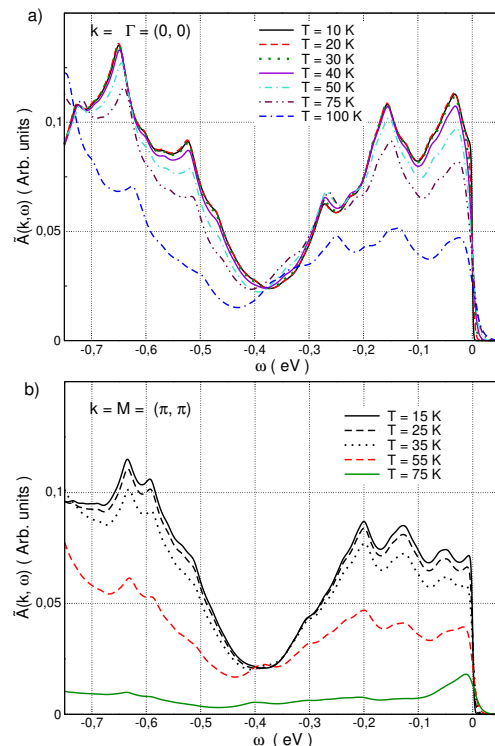 a)
k = Γ = (0, 0)
T = 10 K
T = 20 K
T = 30 K
T = 40 K
T = 50 K
T = 75 K
T = 100 K
Ã(k,ω) ( Arb. units )
0,1
0,05
0
-0,7 -0,6 -0,5 -0,4 -0,3 -0,2 -0,1 0
ω ( eV )
b)
k = M = (π, π)
T = 15 K
T = 25 K
T = 35 K
T = 55 K
T = 75 K
Ã(k,ω) ( Arb. units )
0,1
0,05
0
-0,7 -0,6 -0,5 -0,4 -0,3 -0,2 -0,1 0
ω ( eV )